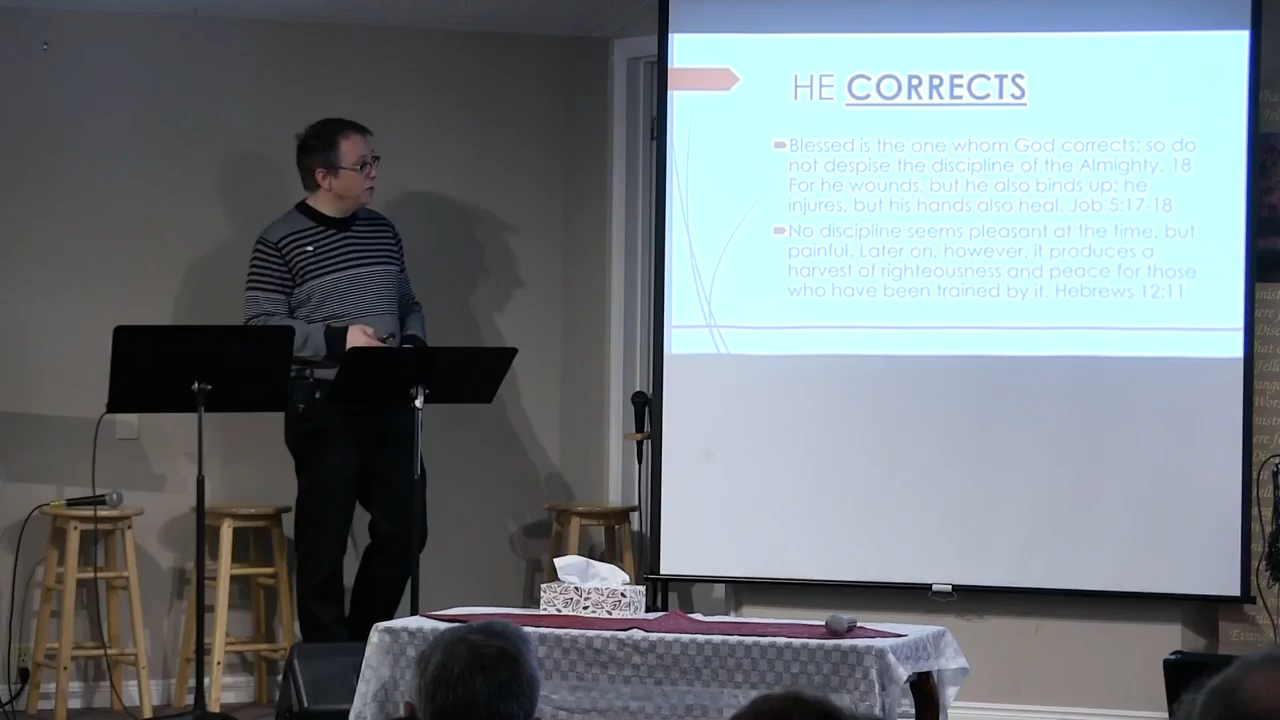 HE CORRECTS
Blessed is the one whom God corrects; so do
not despise the discipline of the Almighty. 18
For he wounds, but he also binds up; he
injures, but his hands also heal. Job 5:17-18
No discipline seems pleasant at the time, but
painful. Later on, however, it produces a
harvest of righteousness and peace for those
who have been trained by it. Hebrews 12:11